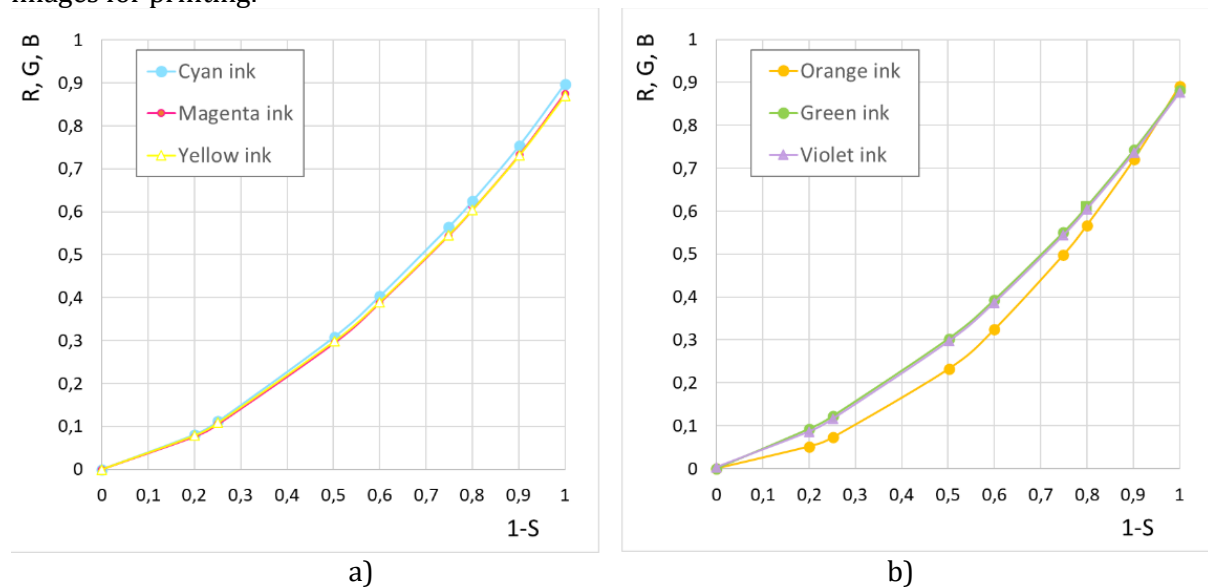 images for printing.
R, G, B
1
0,9
0,8
0,7
0,6
0,5
0,4
0,3
0,2
0,1
0
Cyan ink
Magenta ink
Yellow ink
0 0,1 0,2 0,3 0,4 0,5 0,6 0,7 0,8 0,9 1
1-S
a)
R, G, B
1
0,9
0,8
0,7
0,6
0,5
0,4
0,3
0,2
0,1
0
Orange ink
Green ink
Violet ink
0 0,1 0,2 0,3 0,4 0,5 0,6 0,7 0,8 0,9 1
1-S
b)